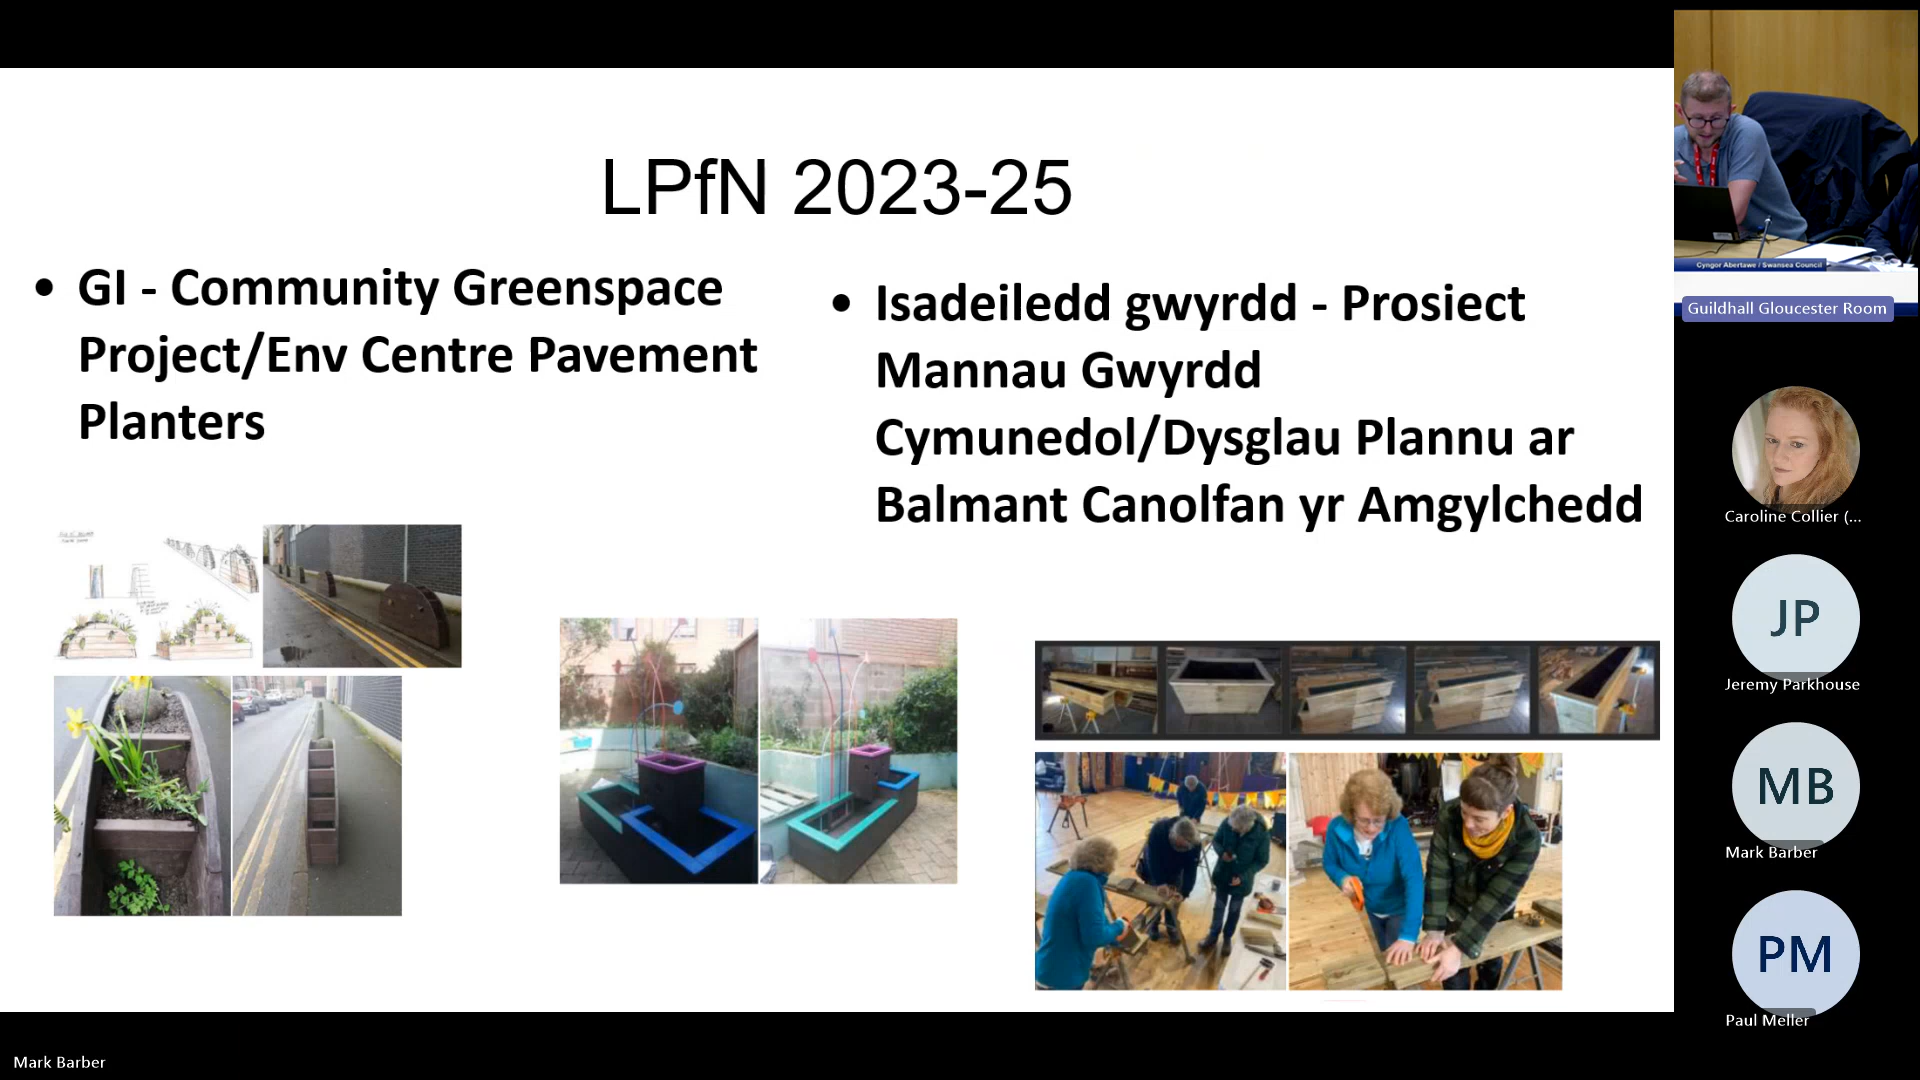 LPfN 2023-25
• GI - Community Greenspace
Project/Env Centre Pavement
Planters
• Isadeiledd gwyrdd - Prosiect
Mannau Gwyrdd
Cymunedol/Dysglau Plannu ar
Balmant Canolfan yr Amgylchedd
Cyngor Abertawe / Swansea Council
Guildhall Gloucester Room
Caroline Collier (...
JP
Jeremy Parkhouse
MB
Mark Barber
PM
Paul Meller
Mark Barber